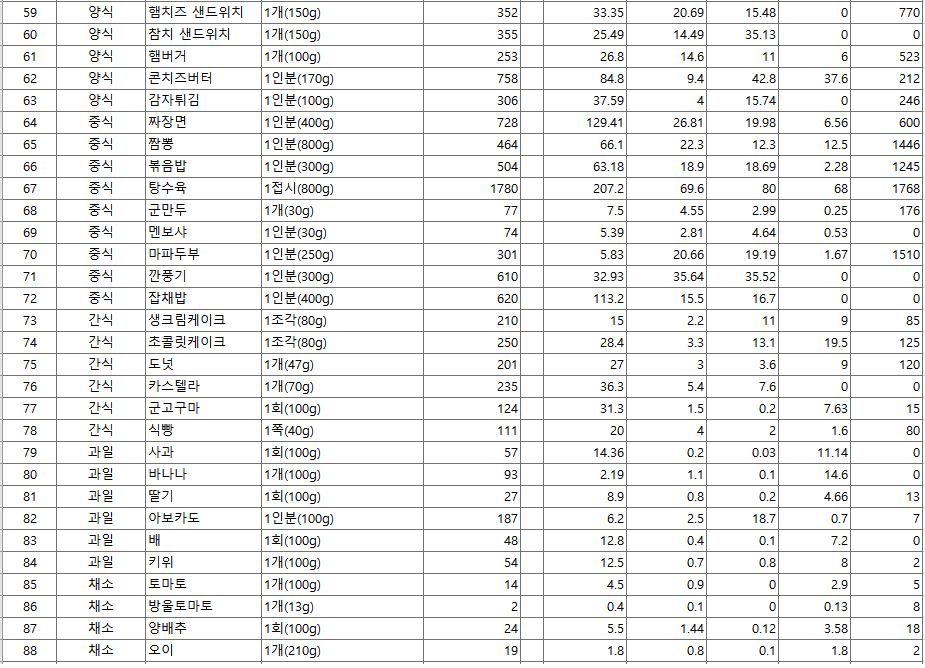 59 양식 햄치즈 샌드위치 1개(150g) 352 33.35 20.69 15.48 0 770
60 양식 참치 샌드위치 1개(150g) 355 25.49 14.49 35.13 0 0
61 양식 햄버거 1개(100g) 253 26.8 14.6 11 6 523
62 양식 콘치즈버터 1인분(170g) 758 84.8 9.4 42.8 37.6 212
63 양식 감자튀김 1인분(100g) 306 37.59 4 15.74 0 246
64 중식 짜장면 1인분(400g) 728 129.41 26.81 19.98 6.56 600
65 중식 짬뽕 1인분(800g) 464 66.1 22.3 12.3 12.5 1446
66 중식 볶음밥 1인분(300g) 504 63.18 18.9 18.69 2.28 1245
67 중식 탕수육 1접시(800g) 1780 207.2 69.6 80 68 1768
68 중식 군만두 1개(30g) 77 7.5 4.55 2.99 0.25 176
69 중식 멘보샤 1인분(30g) 74 5.39 2.81 4.64 0.53 0
70 중식 마파두부 1인분(250g) 301 5.83 20.66 19.19 1.67 1510
71 중식 깐풍기 1인분(300g) 610 32.93 35.64 35.52 0 0
72 중식 잡채밥 1인분(400g) 620 113.2 15.5 16.7 0 0
73 간식 생크림케이크 1조각(80g) 210 15 2.2 11 9 85
74 간식 초콜릿케이크 1조각(80g) 250 28.4 3.3 13.1 19.5 125
75 간식 도넛 1개(47g) 201 27 3 3.6 9 120
76 간식 카스텔라 1개(70g) 235 36.3 5.4 7.6 0 0
77 간식 군고구마 1회(100g) 124 31.3 1.5 0.2 7.63 15
78 간식 식빵 1쪽(40g) 111 20 4 2 1.6 80
79 과일 사과 1회(100g) 57 14.36 0.2 0.03 11.14 0
80 과일 바나나 1개(100g) 93 2.19 1.1 0.1 14.6 0
81 과일 딸기 1회(100g) 27 8.9 0.8 0.2 4.66 13
82 과일 아보카도 1인분(100g) 187 6.2 2.5 18.7 0.7 7
83 과일 배 1회(100g) 48 12.8 0.4 0.1 7.2 0
84 과일 키위 1개(100g) 54 12.5 0.7 0.8 8 2
85 채소 토마토 1개(100g) 14 4.5 0.9 0 2.9 5
86 채소 방울토마토 1개(13g) 2 0.4 0.1 0 0.13 8
87 채소 양배추 1회(100g) 24 5.5 1.44 0.12 3.58 18
88 채소 오이 1개(210g) 19 1.8 0.8 0.1 1.8 2